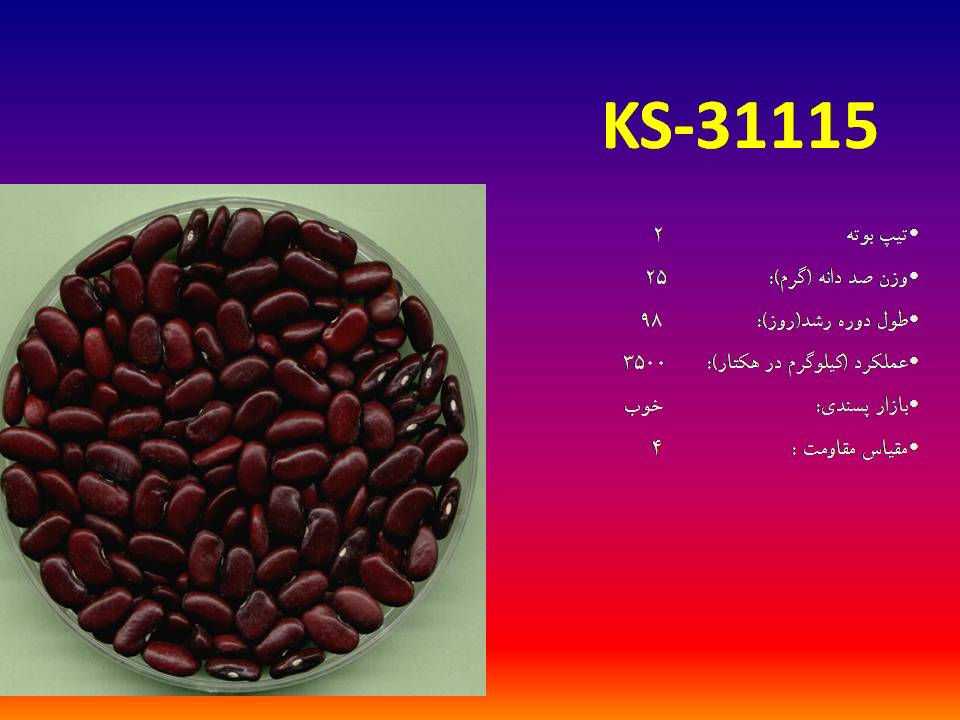 KS-31115
•تیپ بوته ۲
•وزن صد دانه (گرم): ۲۵
•طول دوره رشد(روز): ۹۸
•عملکرد (کیلوگرم در هکتار): ۳۵۰۰
•بازار پسندی: خوب
•مقیاس مقاومت : ۴